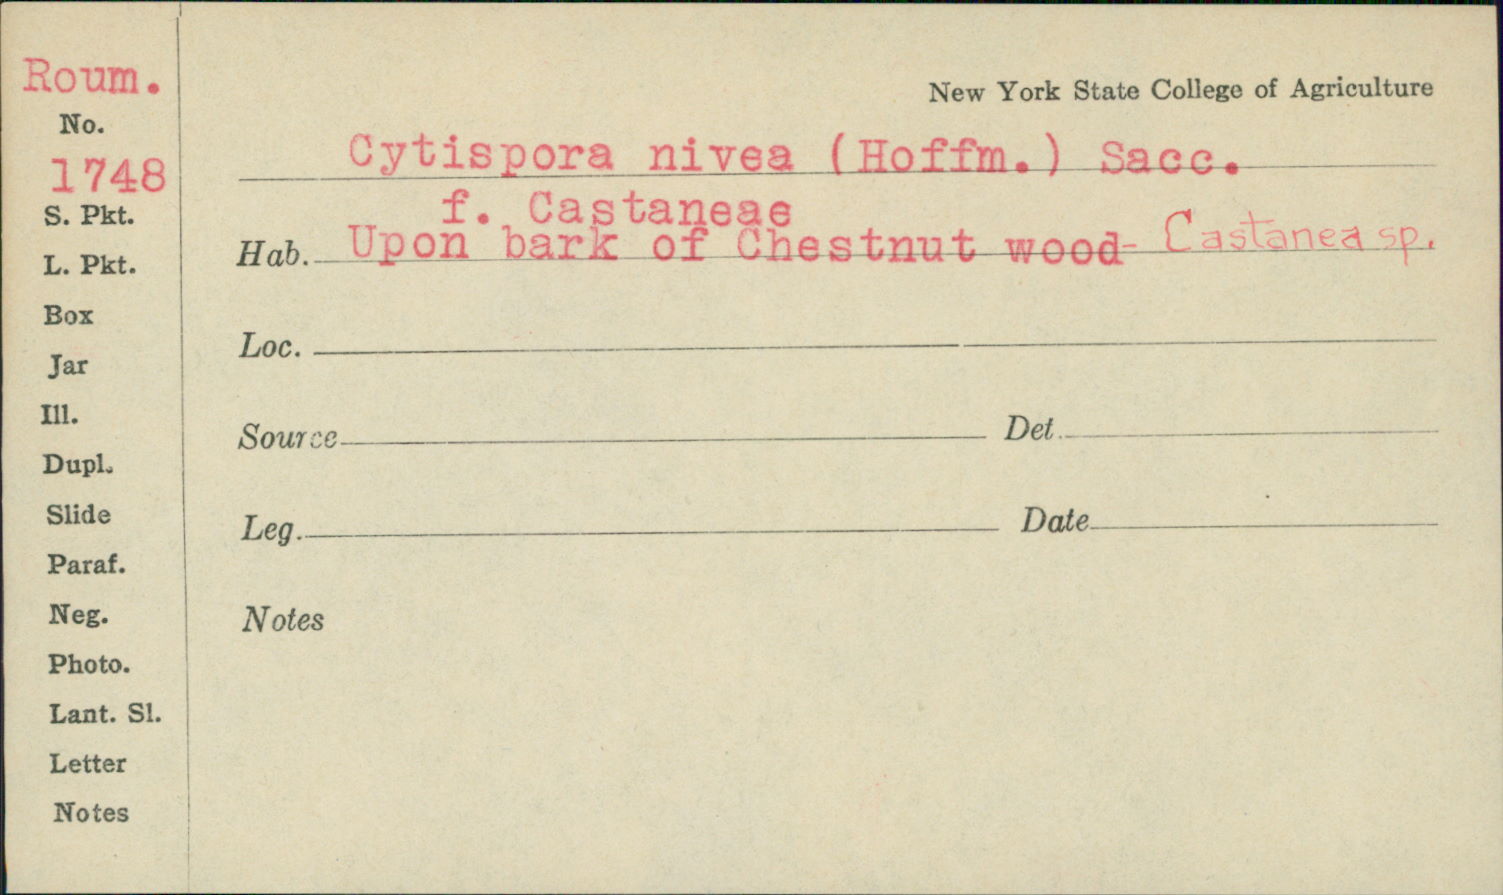 Roum.
No.
1748
S. Pkt.
L. Pkt.
Box
Jar
Ill.
Dupl.
Slide
Paraf.
Neg.
Photo.
Lant. Sl.
Letter
Notes
New York State College of Agriculture
Cytispora nivea (Hoffm.) Sacc.
f. Castaneae
Hab. Upon bark of Chestnut wood- Castanea sp.
Loc.
Source Det.
Leg. Date
Notes